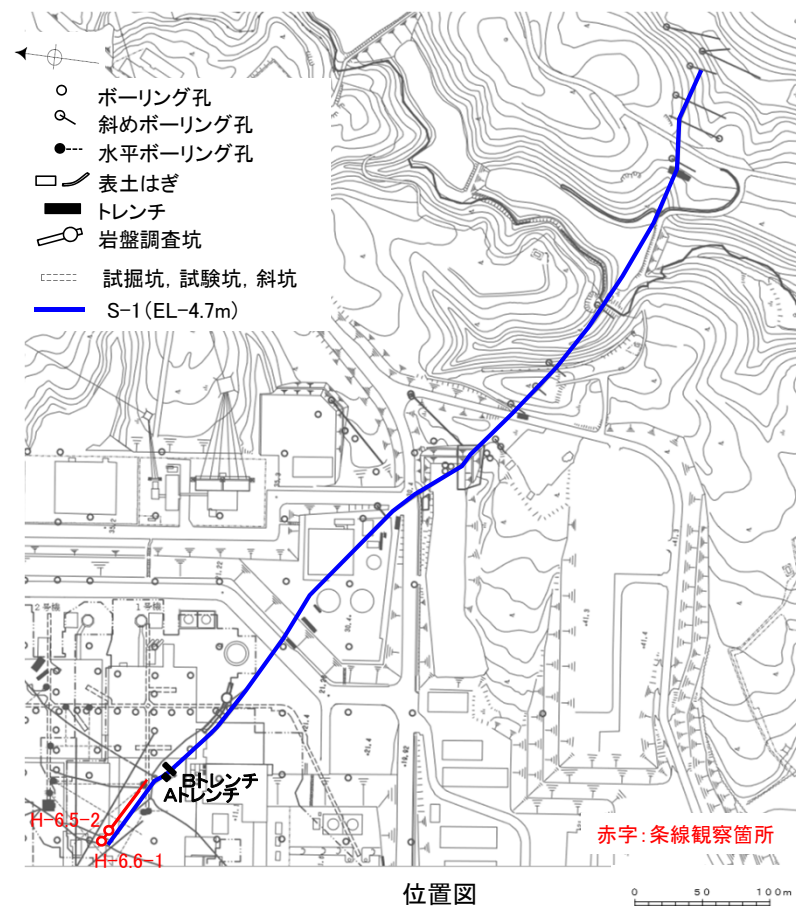 ボーリング孔
斜めボーリング孔
水平ボーリング孔
表土はぎ
トレンチ
岩盤調査坑
試掘坑，試験坑，斜坑
S-1（EL-4.7m）
2号機
1号機
Bトレンチ
Aトレンチ
H-6.5-2
H-6.6-1
赤字：条線観察箇所
位置図
0 50 100m